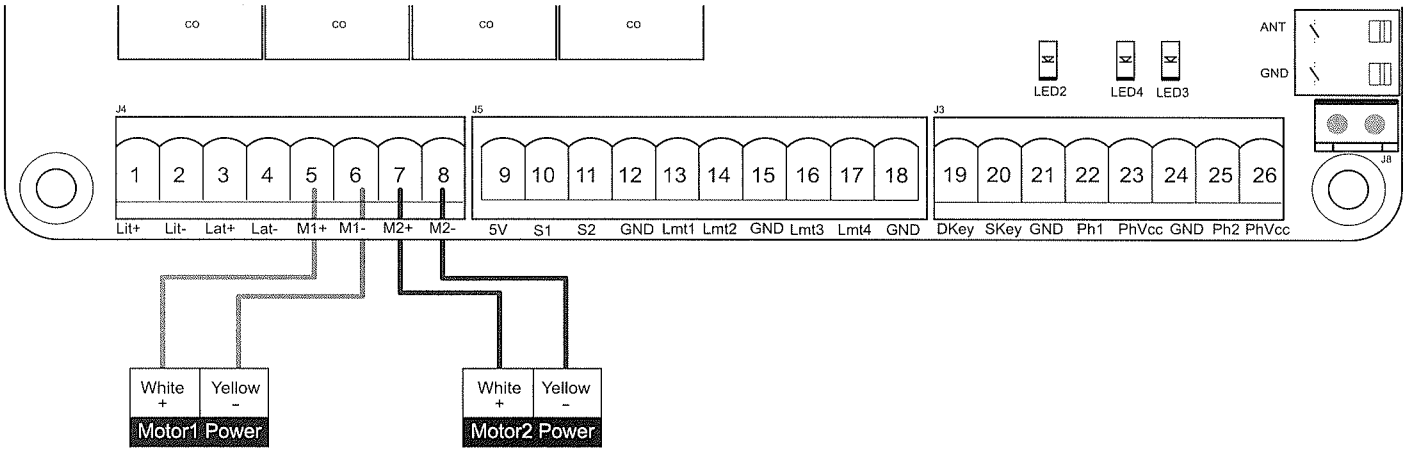 co co co co
ANT
GND
LED2 LED4 LED3
J4 J5 J3 J8
1 2 3 4 5 6 7 8 9 10 11 12 13 14 15 16 17 18 19 20 21 22 23 24 25 26
Lit+ Lit- Lat+ Lat- M1+ M1- M2+ M2- 5V S1 S2 GND Lmt1 Lmt2 GND Lmt3 Lmt4 GND DKey SKey GND Ph1 PhVcc GND Ph2 PhVcc
White Yellow White Yellow
+ - + -
Motor1 Power Motor2 Power